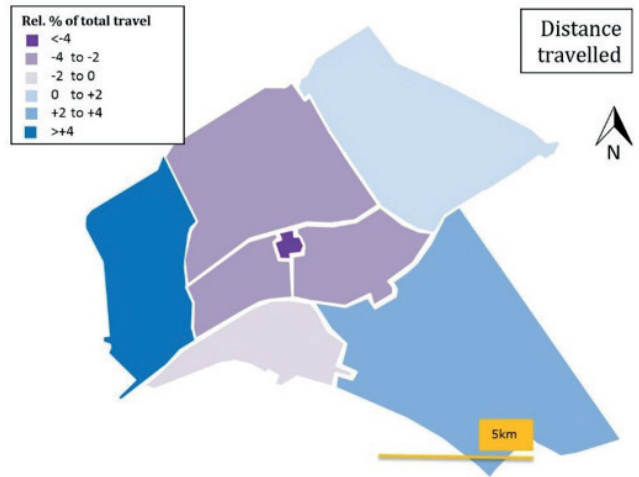 Rel. % of total travel
<-4
-4 to -2
-2 to 0
0 to +2
+2 to +4
>+4
Distance
travelled
N
5km